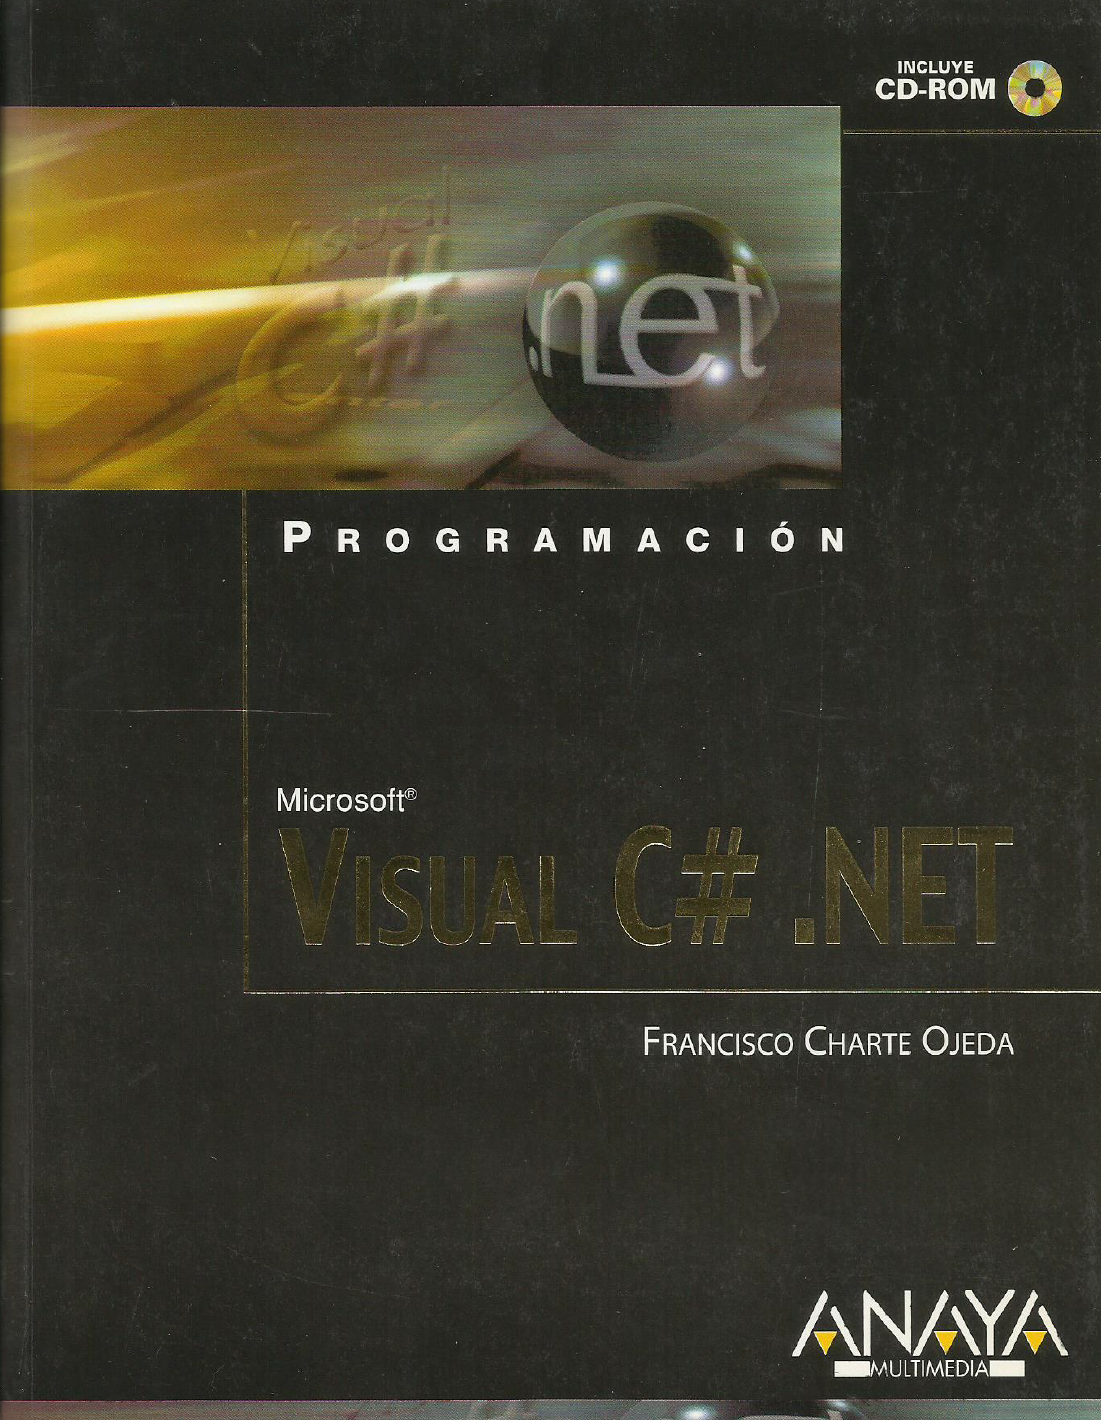 INCLUYE
CD-ROM
Visual
C#
.net
PROGRAMACIÓN
Microsoft®
VISUAL C# .NET
FRANCISCO CHARTE OJEDA
ANAYA
MULTIMEDIA